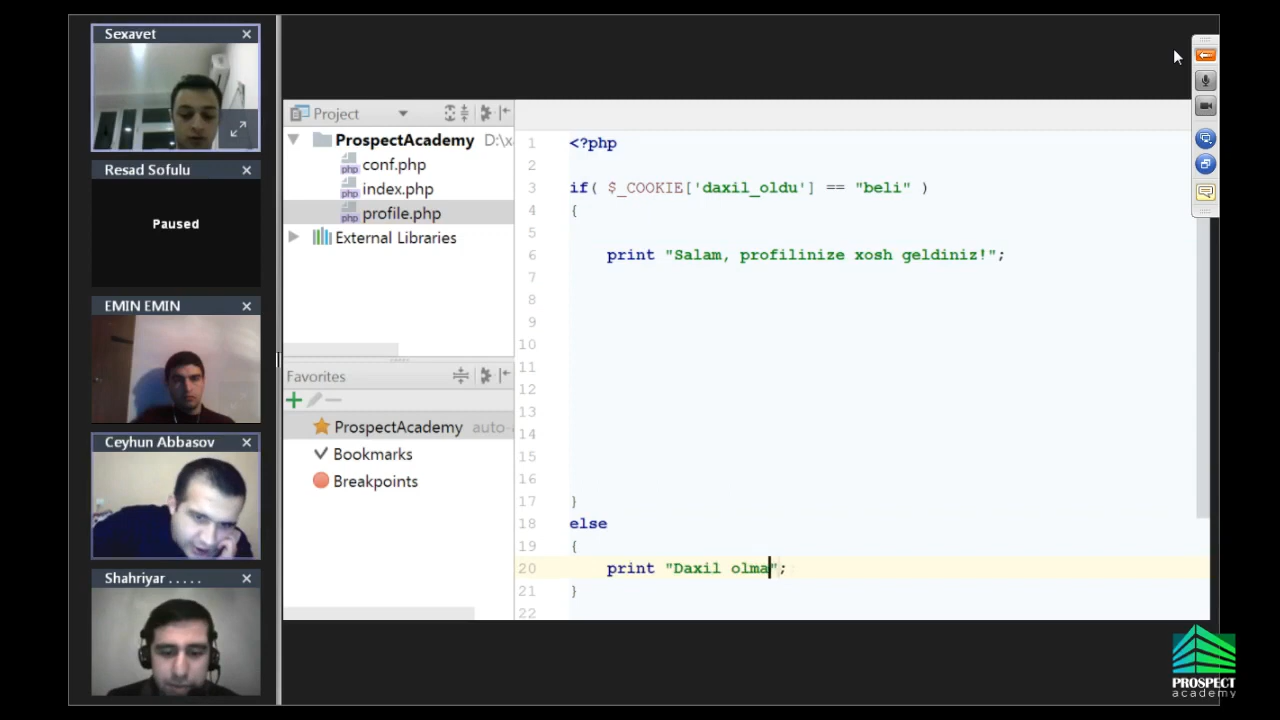 Sexavet
Resad Sofulu
Paused
EMIN EMIN
Ceyhun Abbasov
Shahriyar . . . . .
Project
ProspectAcademy D:\x
php conf.php
php index.php
php profile.php
External Libraries
Favorites
ProspectAcademy auto-
Bookmarks
Breakpoints
1 <?php
2
3 if( $_COOKIE['daxil_oldu'] == "beli" )
4 {
5
6 print "Salam, profilinize xosh geldiniz!";
7
8
9
10
11
12
13
14
15
16
17 }
18 else
19 {
20 print "Daxil olma";
21 }
22
PROSPECT
academy